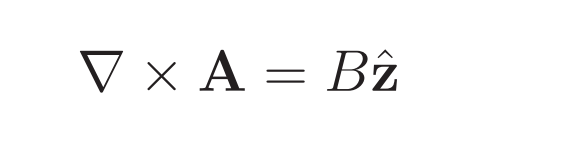 ∇ × 𝐀 = Bẑ